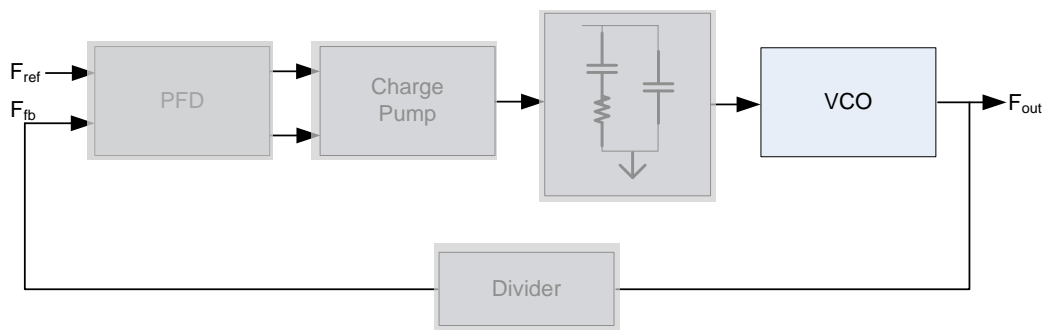 F_ref
F_fb
PFD
Charge
Pump
VCO
F_out
Divider